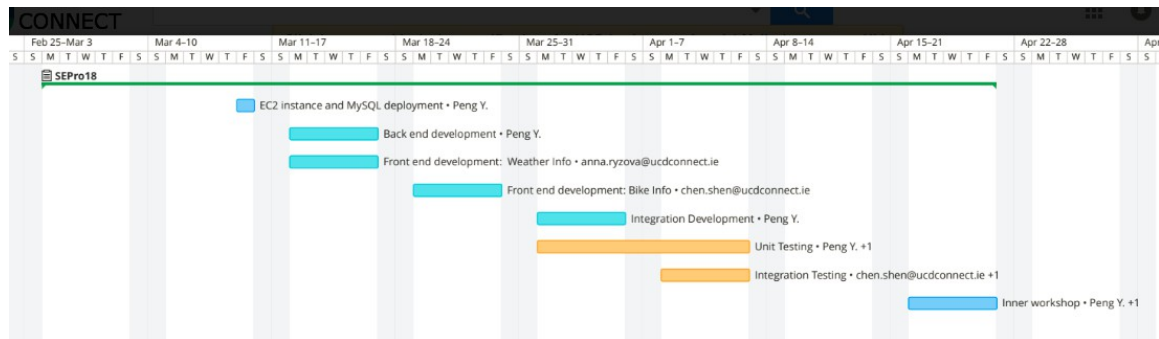 CONNECT
Feb 25–Mar 3 Mar 4–10 Mar 11–17 Mar 18–24 Mar 25–31 Apr 1–7 Apr 8–14 Apr 15–21 Apr 22–28 Apr
S S M T W T F S S M T W T F S S M T W T F S S M T W T F S S M T W T F S S M T W T F S S M T W T F S S M T W T F S S M T W T F S S
SEPro18
EC2 instance and MySQL deployment • Peng Y.
Back end development • Peng Y.
Front end development: Weather Info • anna.ryzova@ucdconnect.ie
Front end development: Bike Info • chen.shen@ucdconnect.ie
Integration Development • Peng Y.
Unit Testing • Peng Y. +1
Integration Testing • chen.shen@ucdconnect.ie +1
Inner workshop • Peng Y. +1